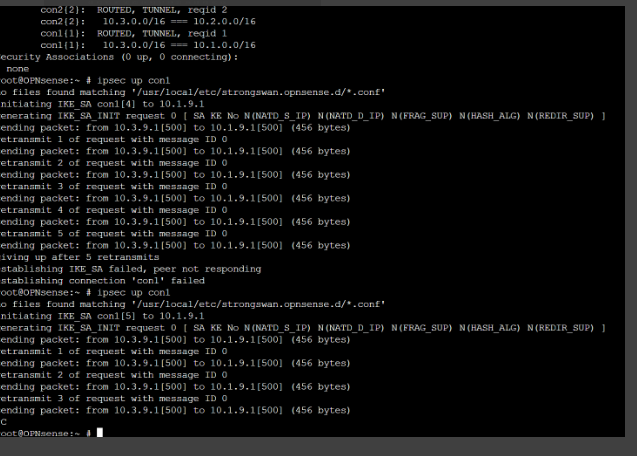 con2{2}:  ROUTED, TUNNEL, reqid 2
con2{2}:   10.3.0.0/16 === 10.2.0.0/16
con1{1}:  ROUTED, TUNNEL, reqid 1
con1{1}:   10.3.0.0/16 === 10.1.0.0/16
ecurity Associations (0 up, 0 connecting):
none
oot@OPNsense:~ # ipsec up con1
o files found matching '/usr/local/etc/strongswan.opnsense.d/*.conf'
nitiating IKE_SA con1[4] to 10.1.9.1
enerating IKE_SA_INIT request 0 [ SA KE No N(NATD_S_IP) N(NATD_D_IP) N(FRAG_SUP) N(HASH_ALG) N(REDIR_SUP) ]
ending packet: from 10.3.9.1[500] to 10.1.9.1[500] (456 bytes)
etransmit 1 of request with message ID 0
ending packet: from 10.3.9.1[500] to 10.1.9.1[500] (456 bytes)
etransmit 2 of request with message ID 0
ending packet: from 10.3.9.1[500] to 10.1.9.1[500] (456 bytes)
etransmit 3 of request with message ID 0
ending packet: from 10.3.9.1[500] to 10.1.9.1[500] (456 bytes)
etransmit 4 of request with message ID 0
ending packet: from 10.3.9.1[500] to 10.1.9.1[500] (456 bytes)
etransmit 5 of request with message ID 0
ending packet: from 10.3.9.1[500] to 10.1.9.1[500] (456 bytes)
iving up after 5 retransmits
stablishing IKE_SA failed, peer not responding
stablishing connection 'con1' failed
oot@OPNsense:~ # ipsec up con1
o files found matching '/usr/local/etc/strongswan.opnsense.d/*.conf'
nitiating IKE_SA con1[5] to 10.1.9.1
enerating IKE_SA_INIT request 0 [ SA KE No N(NATD_S_IP) N(NATD_D_IP) N(FRAG_SUP) N(HASH_ALG) N(REDIR_SUP) ]
ending packet: from 10.3.9.1[500] to 10.1.9.1[500] (456 bytes)
etransmit 1 of request with message ID 0
ending packet: from 10.3.9.1[500] to 10.1.9.1[500] (456 bytes)
etransmit 2 of request with message ID 0
ending packet: from 10.3.9.1[500] to 10.1.9.1[500] (456 bytes)
etransmit 3 of request with message ID 0
ending packet: from 10.3.9.1[500] to 10.1.9.1[500] (456 bytes)
C
oot@OPNsense:~ #